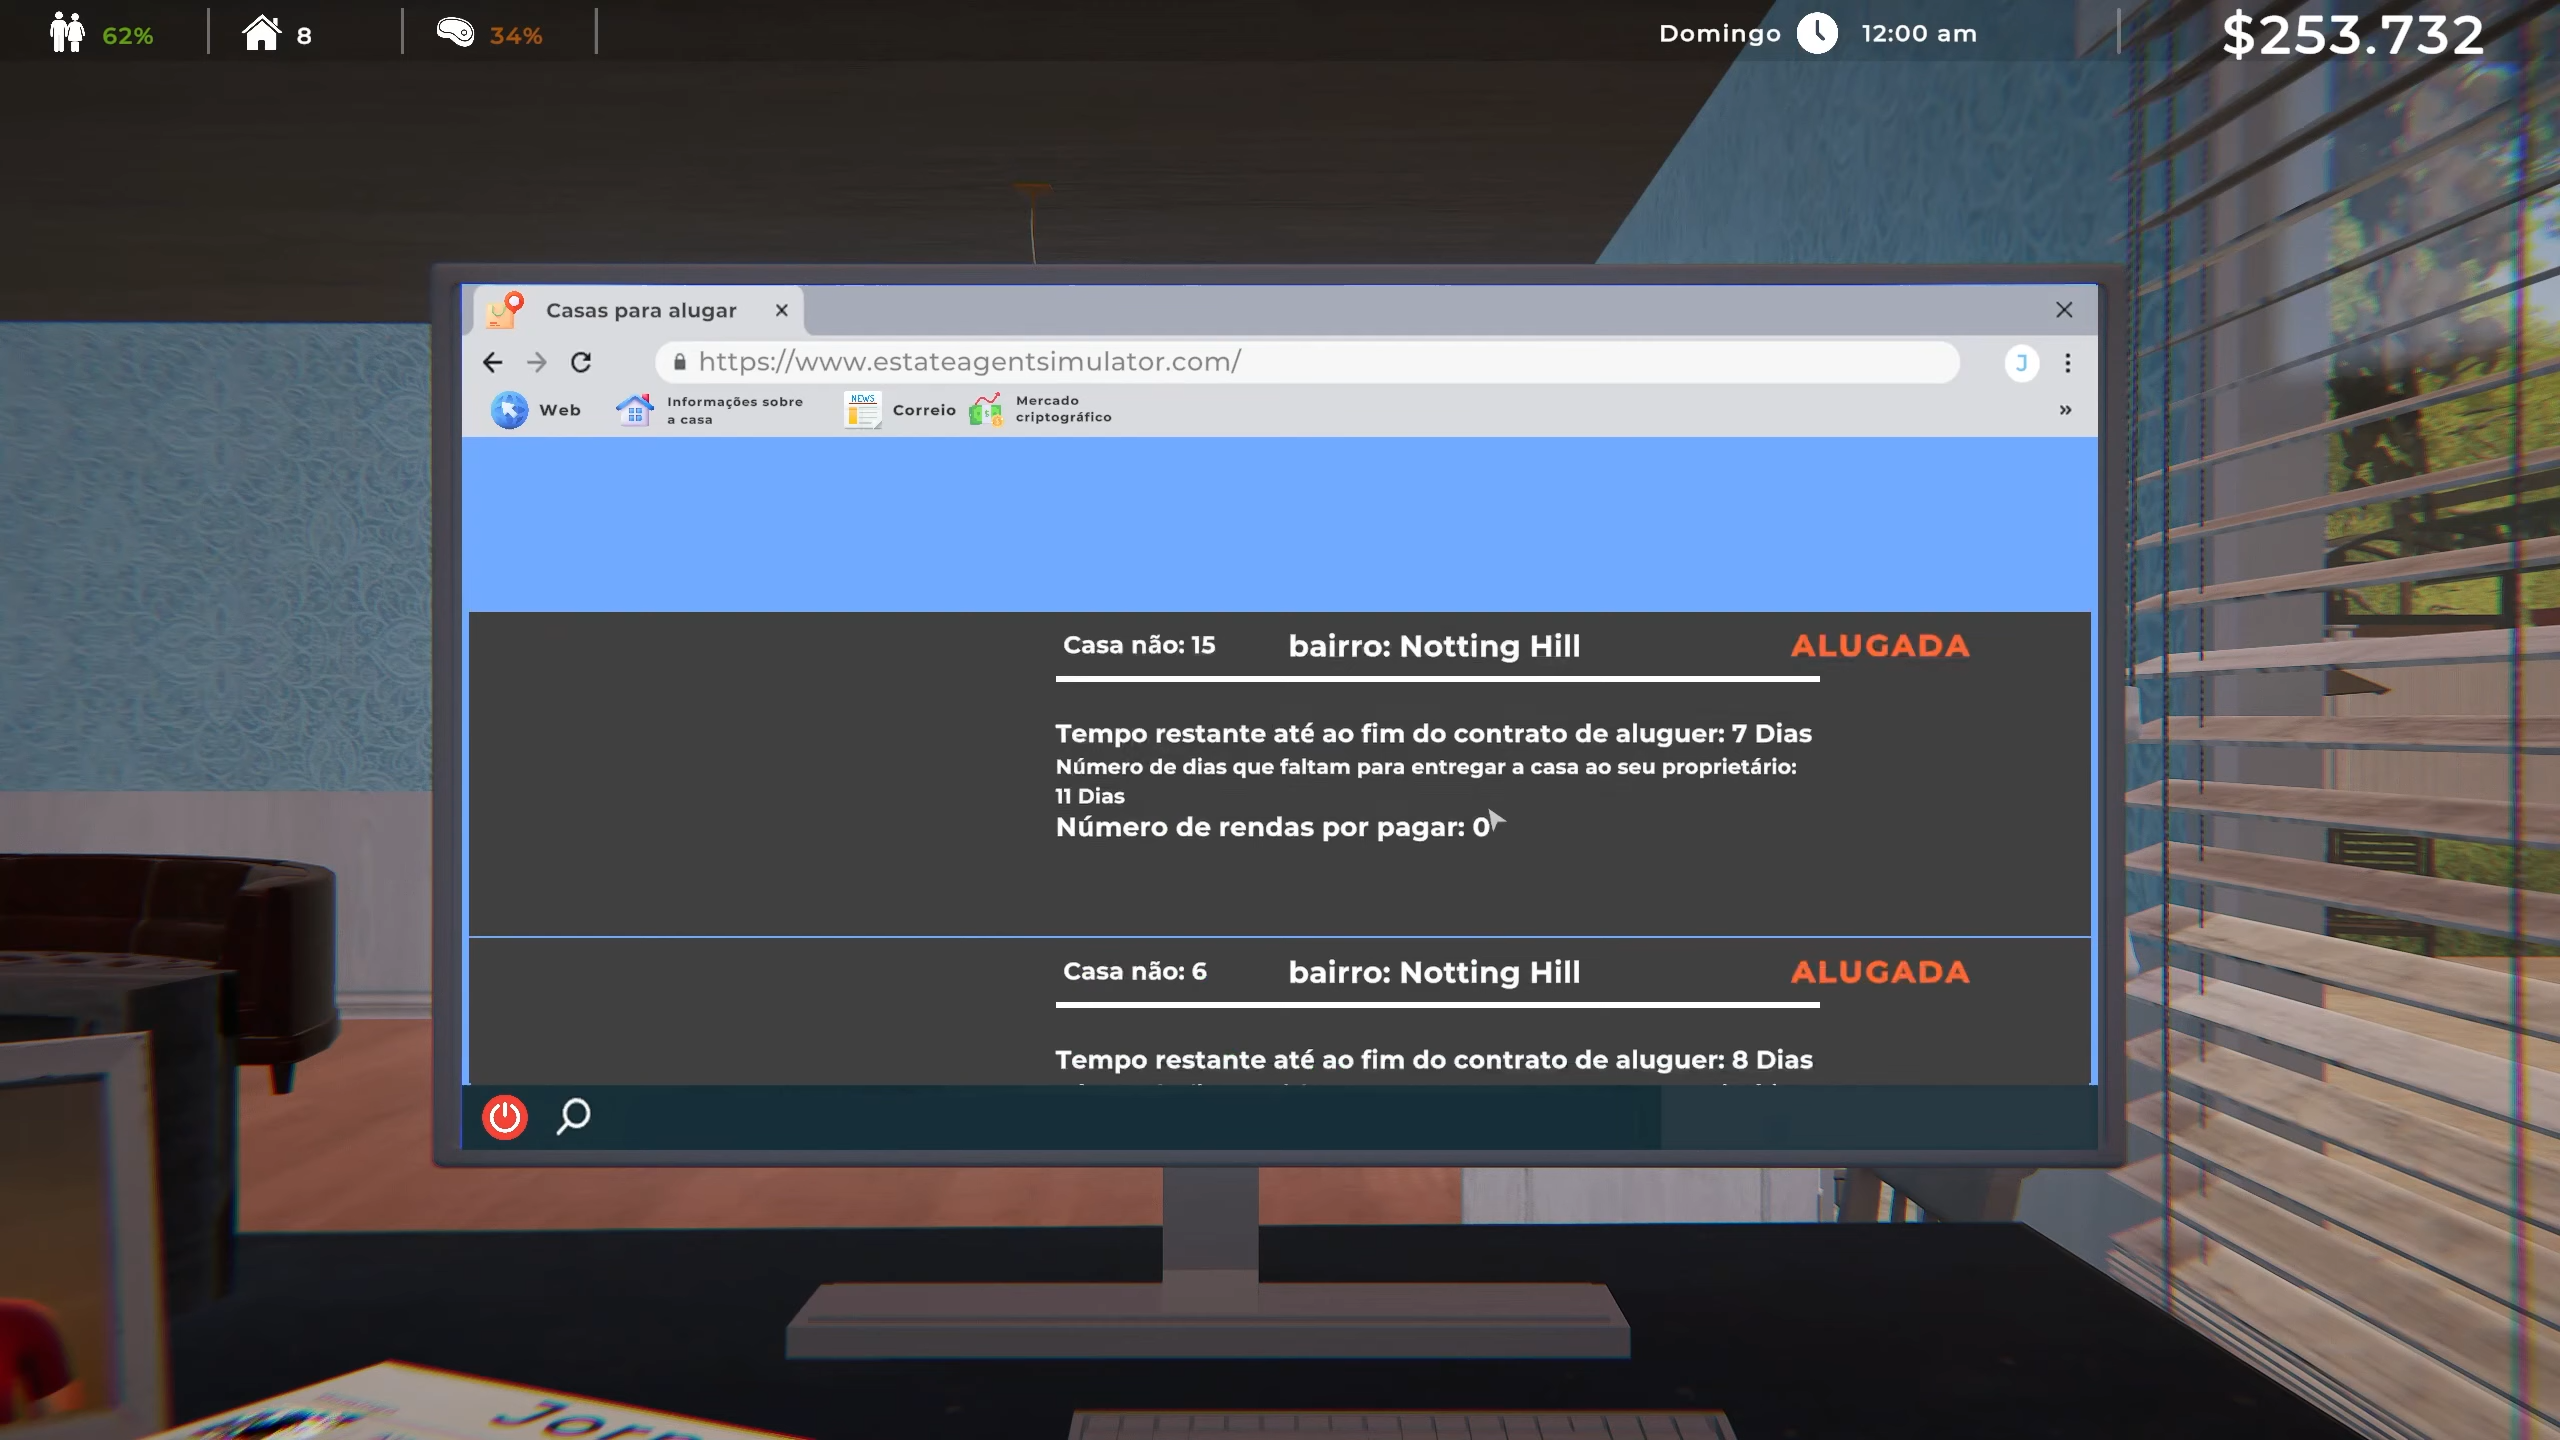 62%
8
34%
Domingo
12:00 am
$253.732
Casas para alugar
https://www.estateagentsimulator.com/
J
Web
Informações sobre
a casa
NEWS
Correio
Mercado
criptográfico
Casa não: 15
bairro: Notting Hill
ALUGADA
Tempo restante até ao fim do contrato de aluguer: 7 Dias
Número de dias que faltam para entregar a casa ao seu proprietário:
11 Dias
Número de rendas por pagar: 0
Casa não: 6
bairro: Notting Hill
ALUGADA
Tempo restante até ao fim do contrato de aluguer: 8 Dias